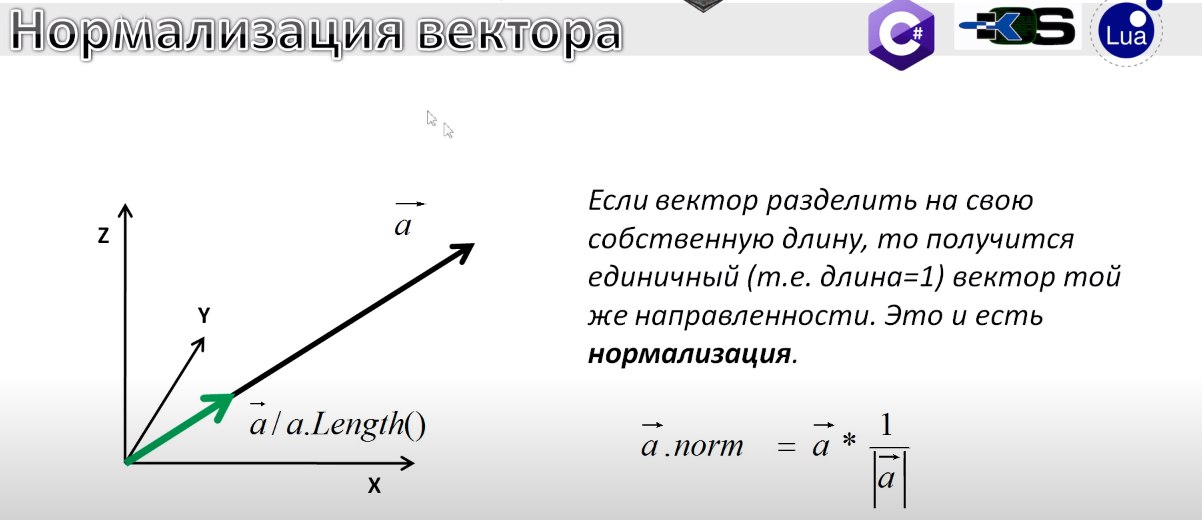 Нормализация вектора
C#
KOS
Lua
a
Z
Y
a / a.Length()
X
Если вектор разделить на свою
собственную длину, то получится
единичный (т.е. длина=1) вектор той
же направленности. Это и есть
нормализация.
a.norm = a * 1/|a|